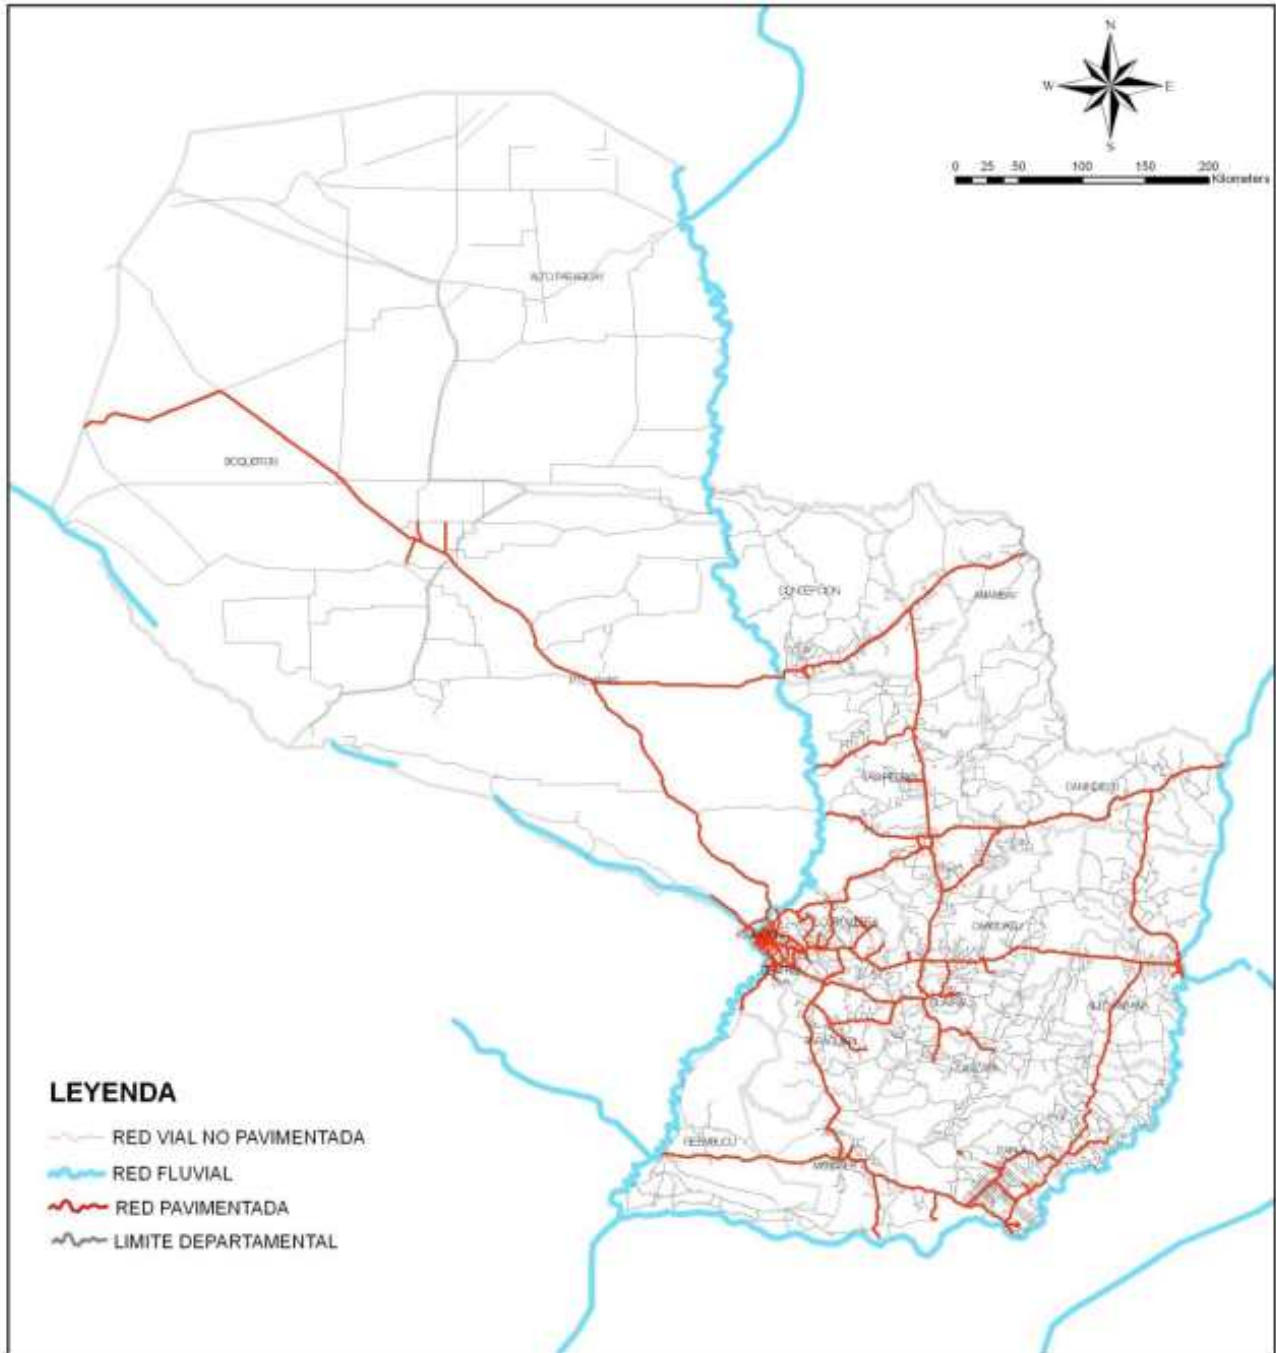 N
W E
S
0 25 50 100 150 200
Kilometers
ALTO PARAGUAY
BOQUERON
CONCEPCION
AMAMBAY
SAN PEDRO
CANINDEYU
CAAGUAZU
ALTO PARANA
PARAGUARI
ÑEEMBUCU
MISIONES
LEYENDA
RED VIAL NO PAVIMENTADA
RED FLUVIAL
RED PAVIMENTADA
LIMITE DEPARTAMENTAL